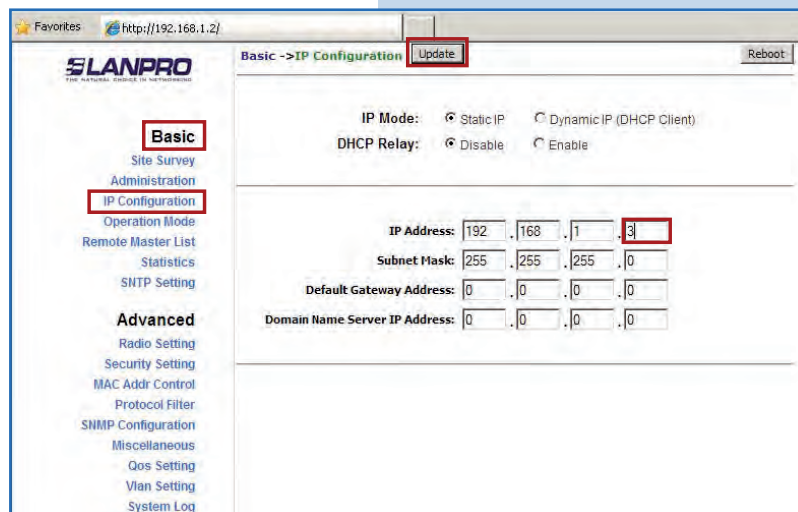 Favorites http://192.168.1.2/
LANPRO
THE NATURAL CHOICE IN NETWORKING
Basic ->IP Configuration Update Reboot
IP Mode: Static IP Dynamic IP (DHCP Client)
DHCP Relay: Disable Enable
IP Address: 192 . 168 . 1 . 3
Subnet Mask: 255 . 255 . 255 . 0
Default Gateway Address: 0 . 0 . 0 . 0
Domain Name Server IP Address: 0 . 0 . 0 . 0
Basic
Site Survey
Administration
IP Configuration
Operation Mode
Remote Master List
Statistics
SNTP Setting
Advanced
Radio Setting
Security Setting
MAC Addr Control
Protocol Filter
SNMP Configuration
Miscellaneous
Qos Setting
Vlan Setting
System Log